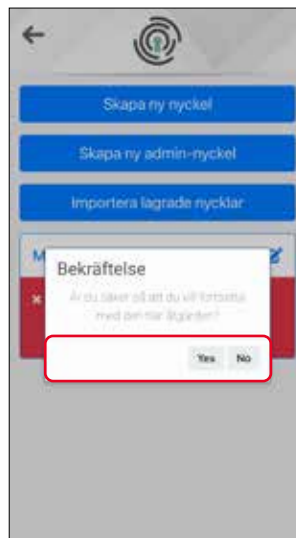 Skapa ny nyckel
Skapa ny admin-nyckel
Importera lagrade nycklar
M
Bekräftelse
Är du säker på att du vill fortsätta
med den här åtgärden?
Yes No